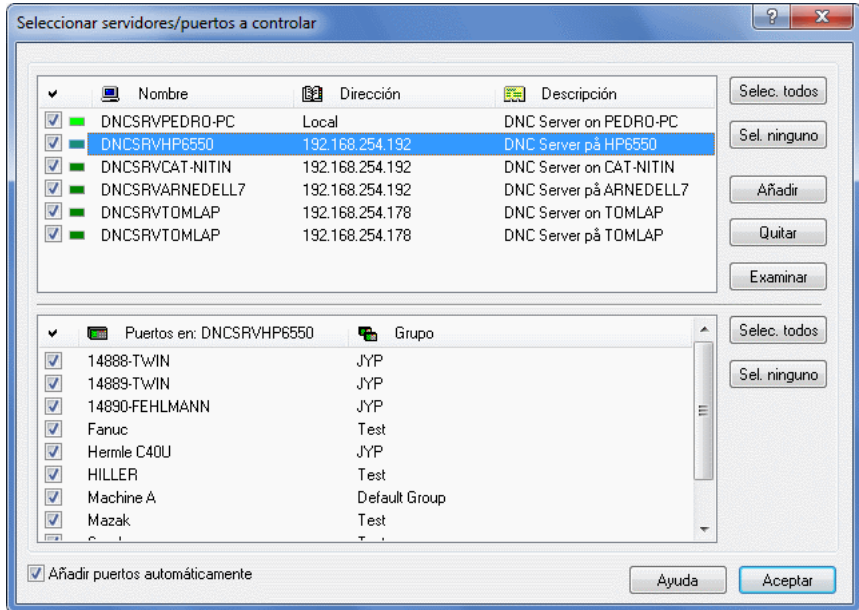 Seleccionar servidores/puertos a controlar
Nombre Dirección Descripción
DNCSRVPEDRO-PC Local DNC Server on PEDRO-PC
DNCSRVHP6550 192.168.254.192 DNC Server på HP6550
DNCSRVCAT-NITIN 192.168.254.192 DNC Server on CAT-NITIN
DNCSRVARNEDELL7 192.168.254.192 DNC Server på ARNEDELL7
DNCSRVTOMLAP 192.168.254.178 DNC Server on TOMLAP
DNCSRVTOMLAP 192.168.254.178 DNC Server på TOMLAP
Selec. todos
Sel. ninguno
Añadir
Quitar
Examinar
Puertos en: DNCSRVHP6550 Grupo
14888-TWIN JYP
14889-TWIN JYP
14890-FEHLMANN JYP
Fanuc Test
Hermle C40U JYP
HILLER Test
Machine A Default Group
Mazak Test
Selec. todos
Sel. ninguno
Añadir puertos automáticamente
Ayuda
Aceptar